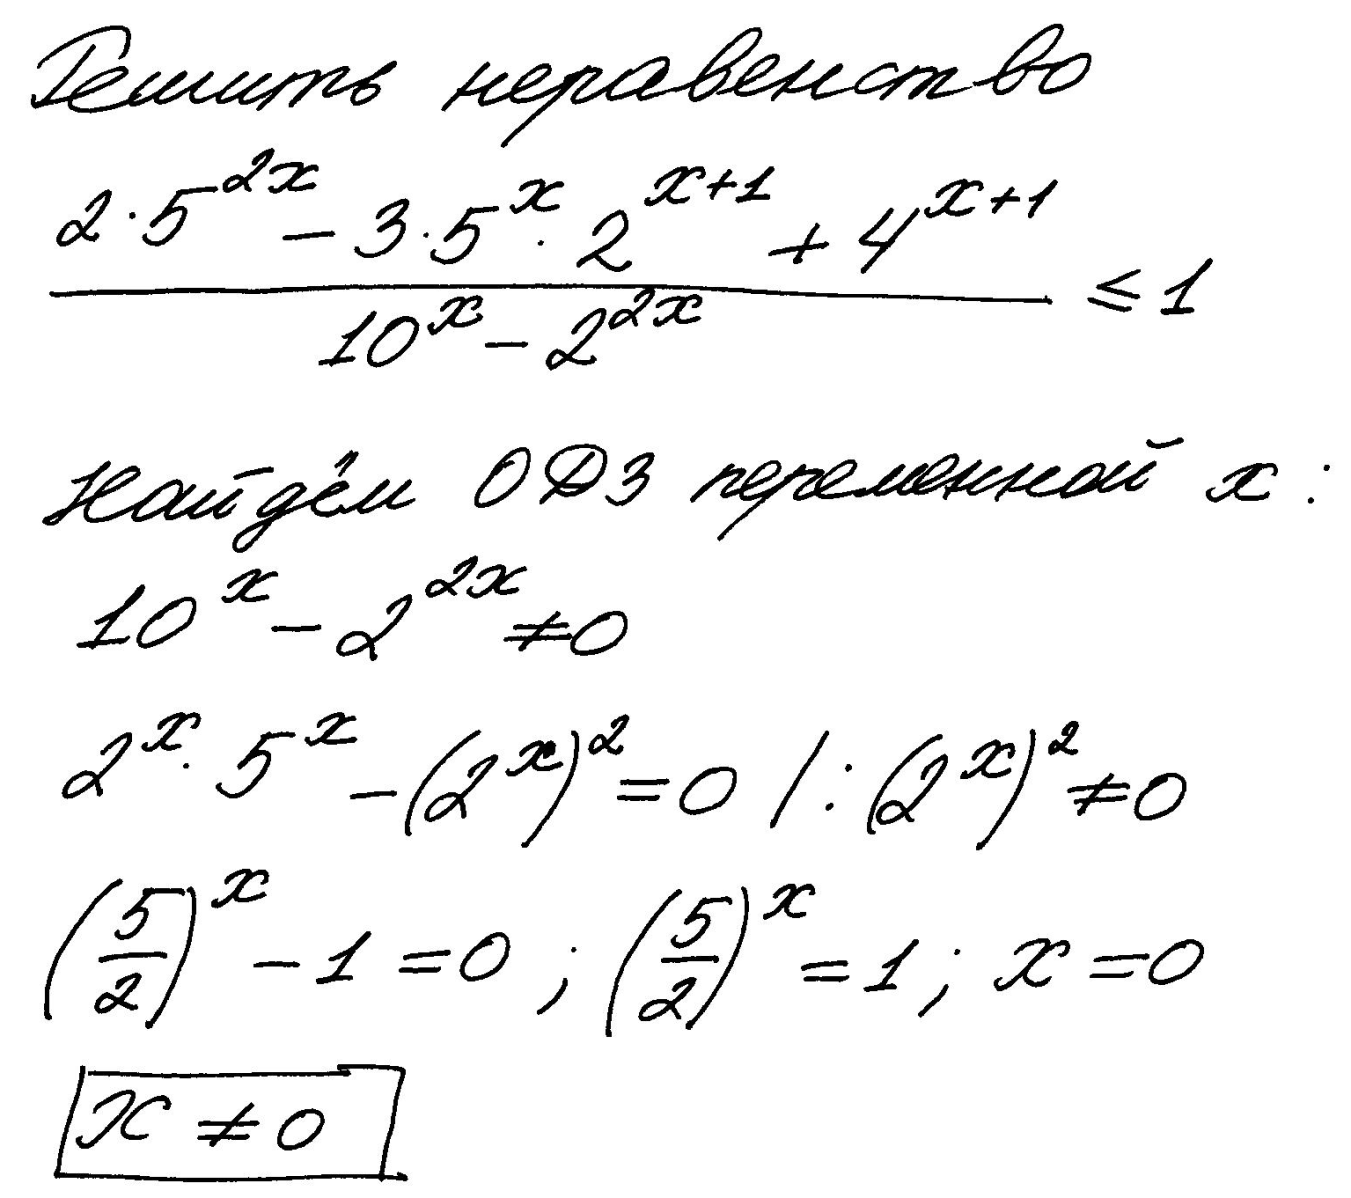 Решить неравенство
2·5^{2x} − 3·5^x·2^{x+1} + 4^{x+1}
10^x − 2^{2x}
≤ 1
Найдём ОДЗ переменной x:
10^x − 2^{2x} ≠ 0
2^x·5^x − (2^x)^2 = 0 /:(2^x)^2 ≠ 0
(5/2)^x − 1 = 0; (5/2)^x = 1; x = 0
x ≠ 0